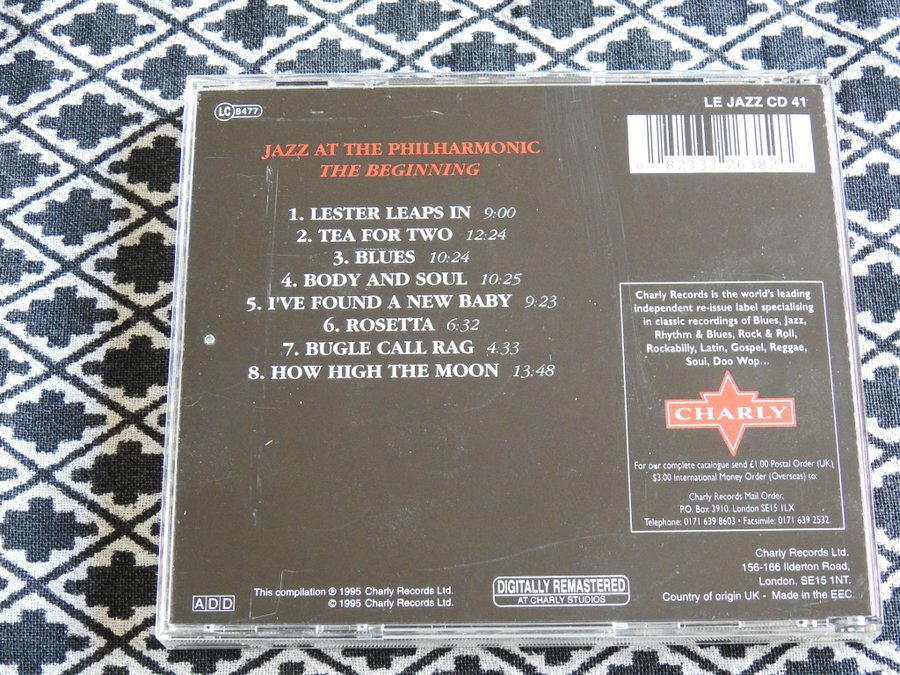 LC 8477
LE JAZZ CD 41
0 82333 26382 6
JAZZ AT THE PHILHARMONIC
THE BEGINNING
1. LESTER LEAPS IN 9:00
2. TEA FOR TWO 12:24
3. BLUES 10:24
4. BODY AND SOUL 10:25
5. I'VE FOUND A NEW BABY 9:23
6. ROSETTA 6:32
7. BUGLE CALL RAG 4:33
8. HOW HIGH THE MOON 13:48
Charly Records is the world's leading
independent re-issue label specialising
in classic recordings of Blues, Jazz,
Rhythm & Blues, Rock & Roll,
Rockabilly, Latin, Gospel, Reggae,
Soul, Doo Wop...
CHARLY
For our complete catalogue send £1.00 Postal Order (UK)
$3.00 International Money Order (Overseas) to:
Charly Records Mail Order.
P.O. Box 3910. London SE15 1LX
Telephone: 0171 639 8603 • Facsimile: 0171 639 2532.
Charly Records Ltd.
156-166 Ilderton Road,
London, SE15 1NT.
Country of origin UK - Made in the EEC
ADD
This compilation ℗ 1995 Charly Records Ltd.
© 1995 Charly Records Ltd.
DIGITALLY REMASTERED
AT CHARLY STUDIOS